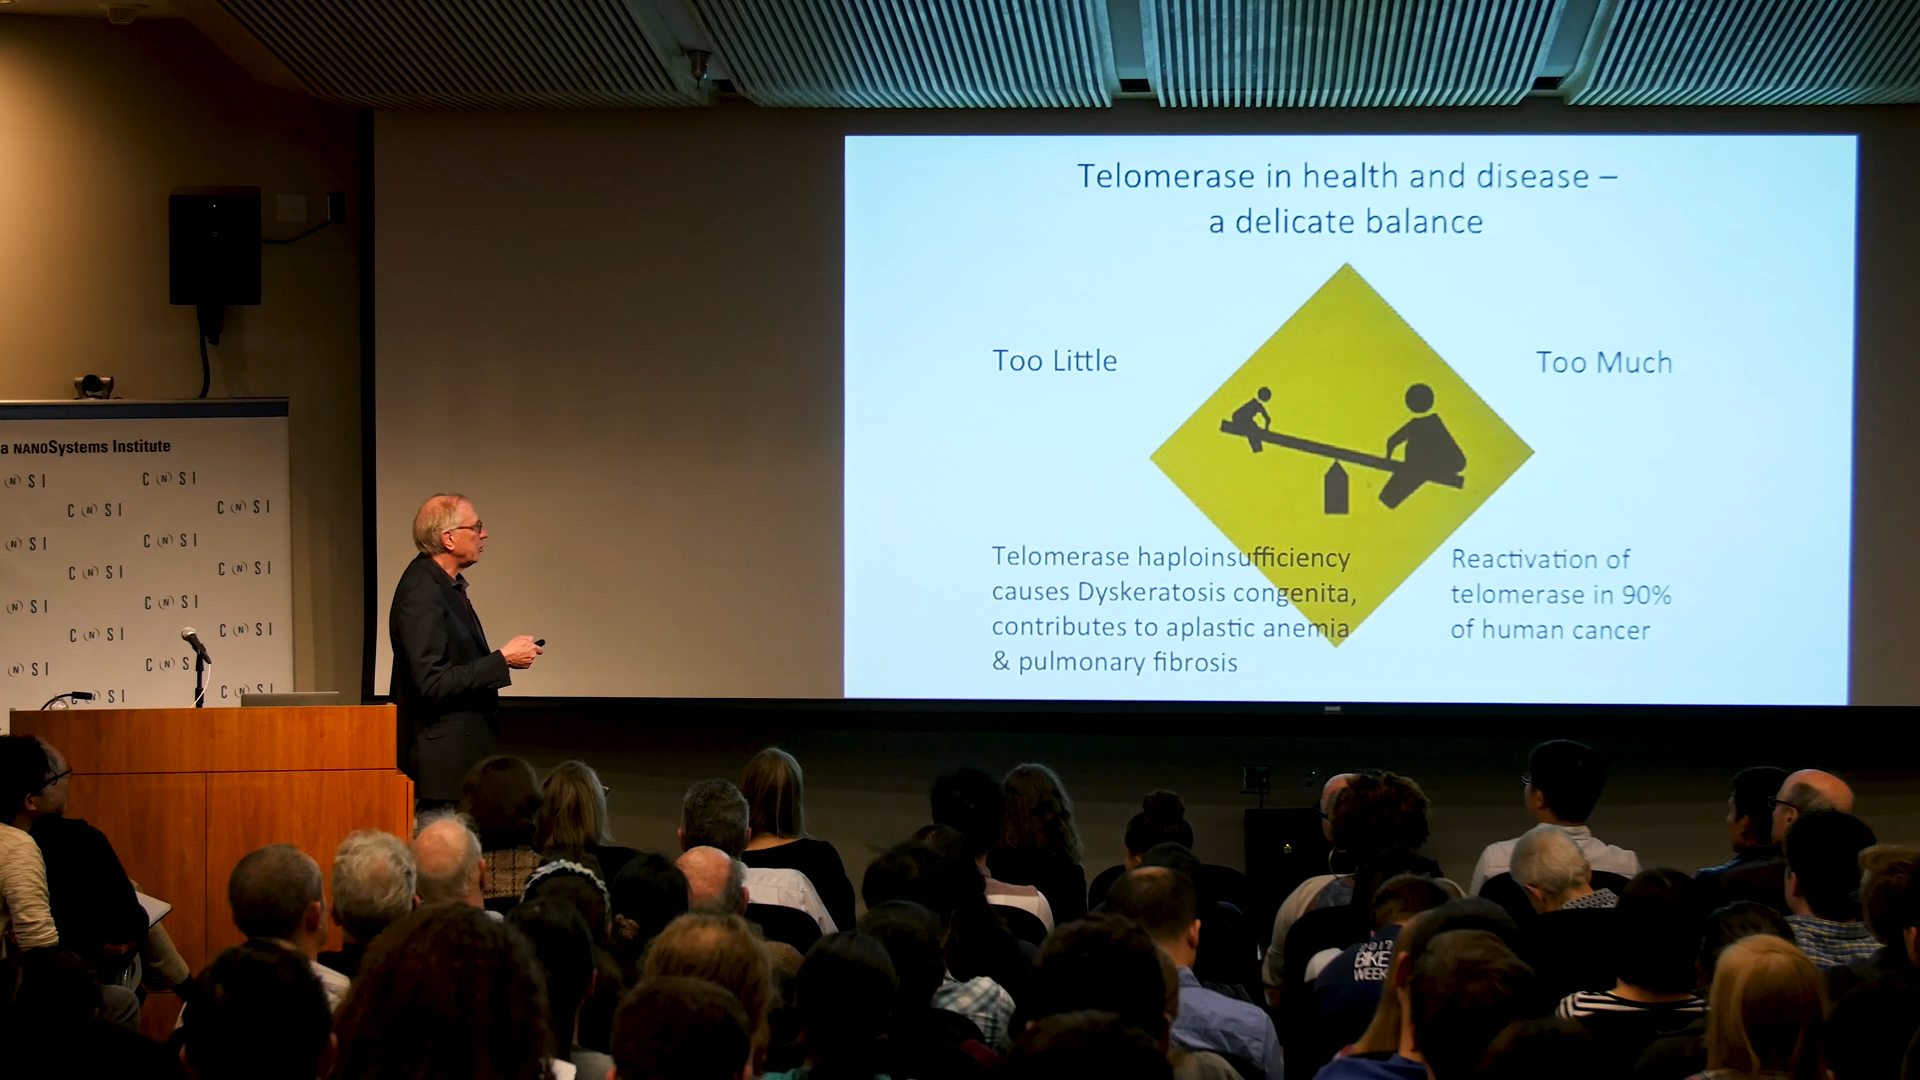 Telomerase in health and disease –
a delicate balance
Too Little
Too Much
Telomerase haploinsufficiency
causes Dyskeratosis congenita,
contributes to aplastic anemia
& pulmonary fibrosis
Reactivation of
telomerase in 90%
of human cancer
a NANOSystems Institute
(N) S I
C (N) S I
C (N) S I
C (N) S I
(N) S I
C (N) S I
C (N) S I
C (N) S I
(N) S I
C (N) S I
C (N) S I
C (N) S I
(N) S I
C (N) S
C (N) S I
(N) S I
2017
BIKE
WEEK